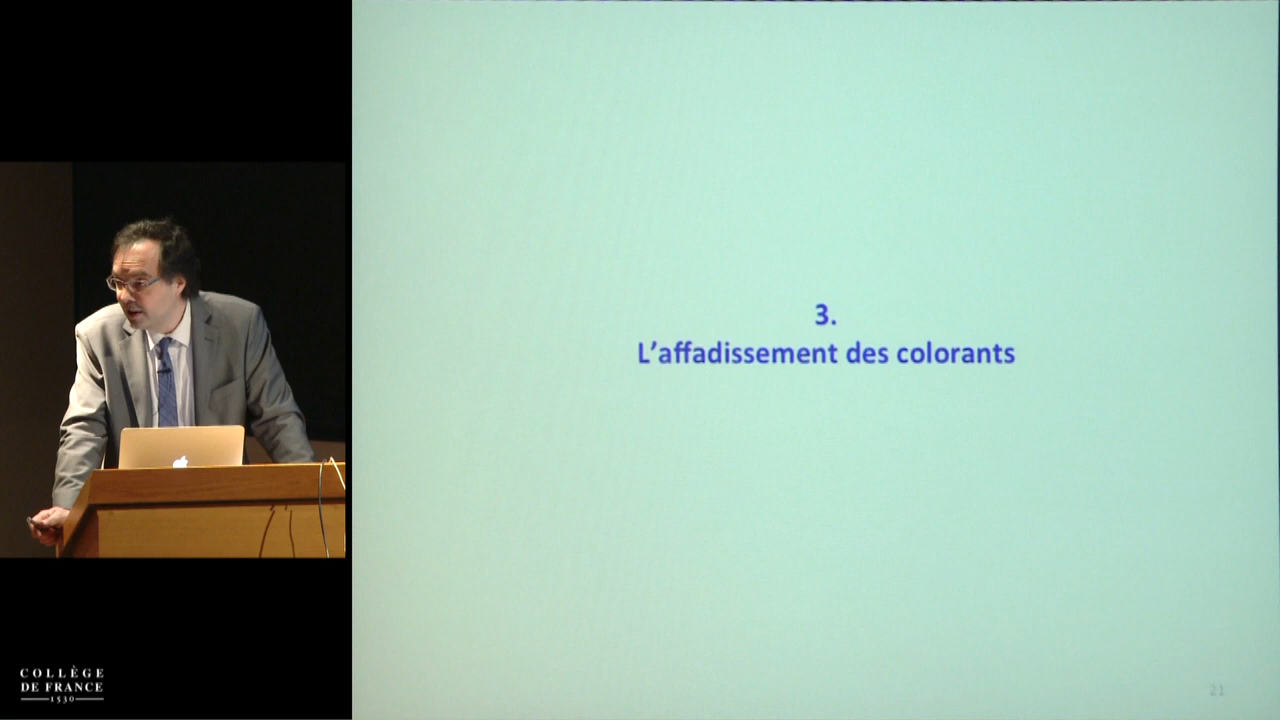 3.
L’affadissement des colorants
COLLÈGE
DE FRANCE
1530
21